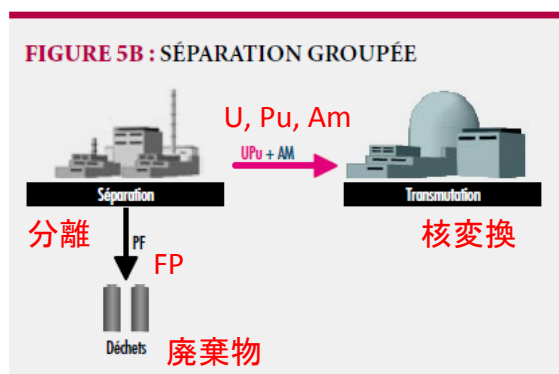 FIGURE 5B : SÉPARATION GROUPÉE
U, Pu, Am
UPu + AM
Séparation
Transmutation
分離
核変換
PF
FP
Déchets
廃棄物